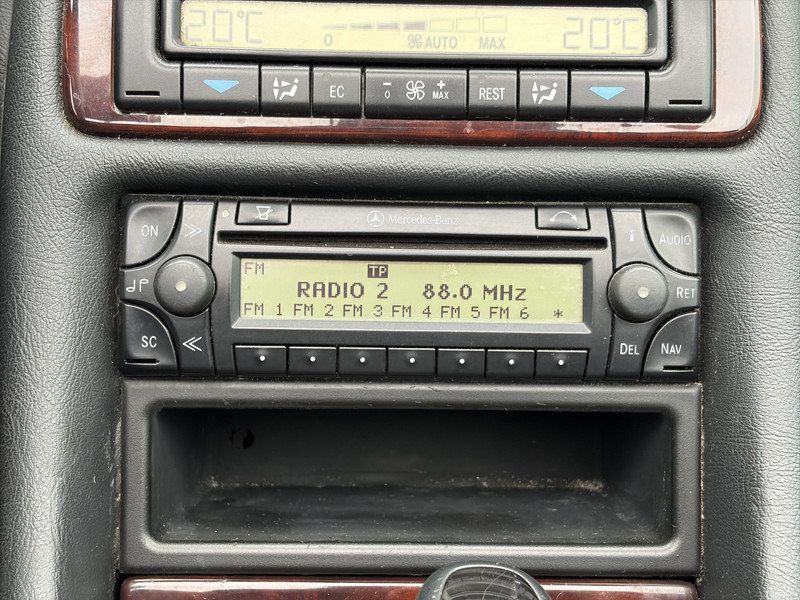 20°C 20°C
0 AUTO MAX
EC
0 MAX
REST
Mercedes-Benz
ON
i
AUDIO
FM TP
RADIO 2 88.0 MHz
FM 1 FM 2 FM 3 FM 4 FM 5 FM 6 *
RET
SC
DEL
NAV